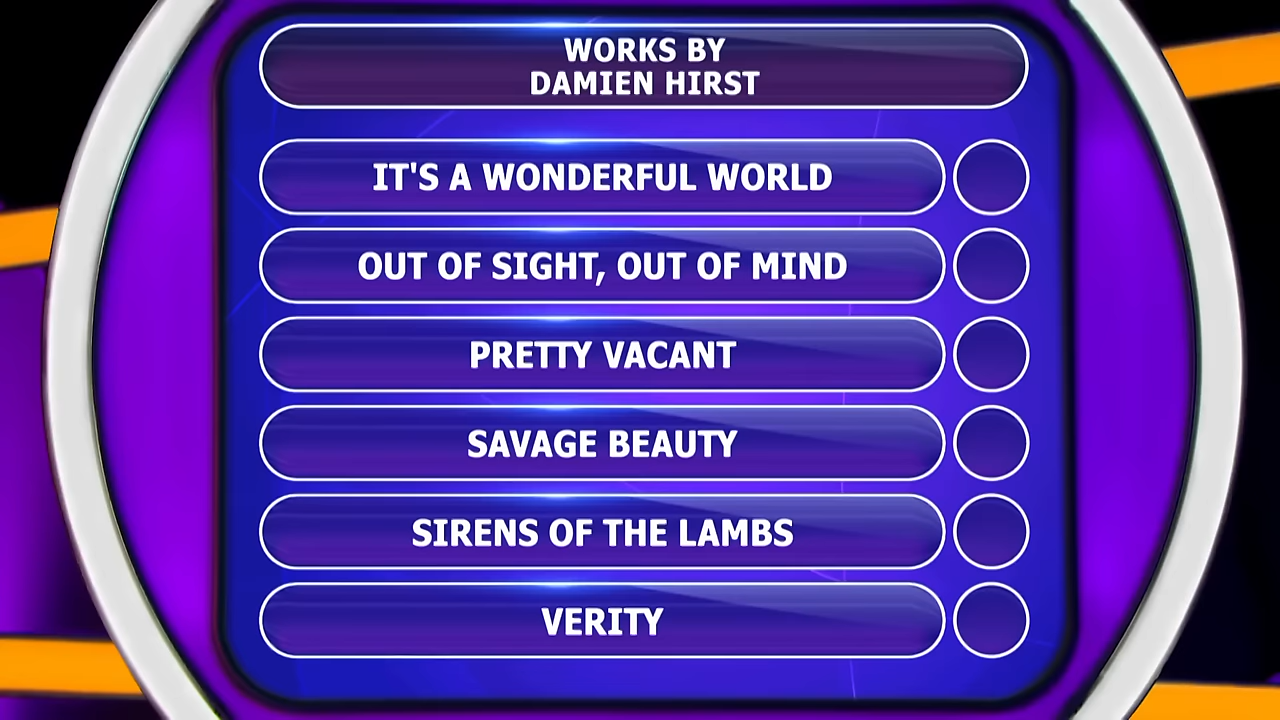 WORKS BY
DAMIEN HIRST
IT'S A WONDERFUL WORLD
OUT OF SIGHT, OUT OF MIND
PRETTY VACANT
SAVAGE BEAUTY
SIRENS OF THE LAMBS
VERITY